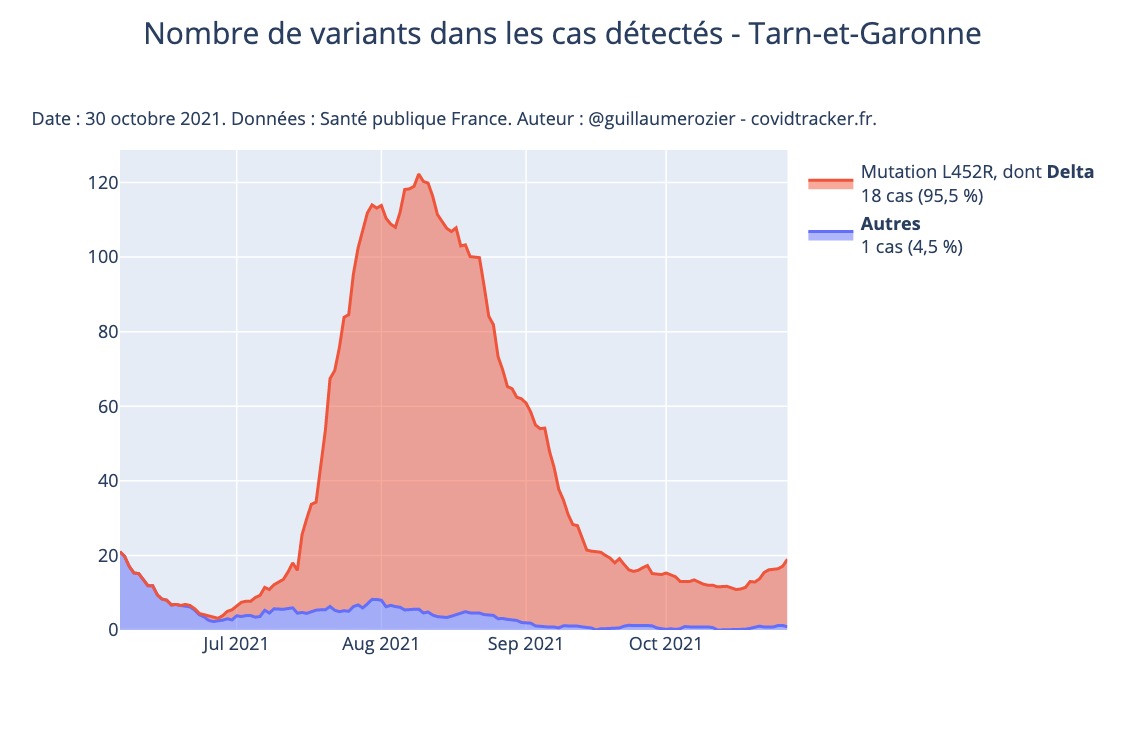 Nombre de variants dans les cas détectés - Tarn-et-Garonne
Date : 30 octobre 2021. Données : Santé publique France. Auteur : @guillaumerozier - covidtracker.fr.
Mutation L452R, dont Delta
18 cas (95,5 %)
Autres
1 cas (4,5 %)
120
100
80
60
40
20
0
Jul 2021 Aug 2021 Sep 2021 Oct 2021